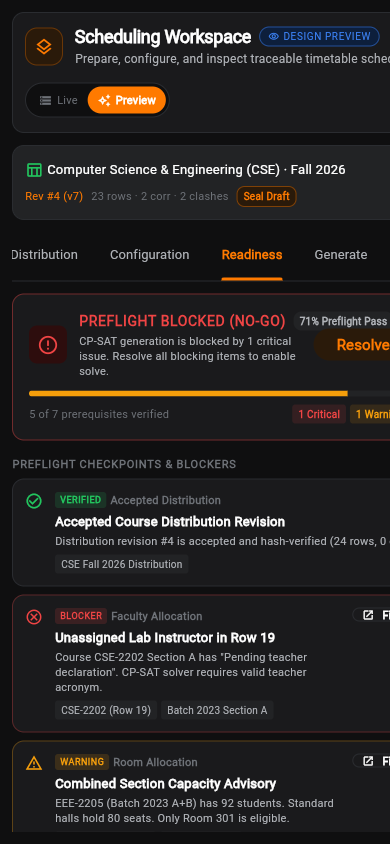 Scheduling Workspace
DESIGN PREVIEW
Prepare, configure, and inspect traceable timetable
Live
Preview
Computer Science & Engineering (CSE) · Fall 2026
Rev #4 (v7) 23 rows · 2 corr · 2 clashes Seal Draft
Distribution Configuration Readiness Generate
PREFLIGHT BLOCKED (NO-GO) 71% Preflight Pass
CP-SAT generation is blocked by 1 critical
issue. Resolve all blocking items to enable
solve.
Resolve
5 of 7 prerequisites verified 1 Critical 1
PREFLIGHT CHECKPOINTS & BLOCKERS
VERIFIED Accepted Distribution
Accepted Course Distribution Revision
Distribution revision #4 is accepted and hash-verified (24 rows, 0
CSE Fall 2026 Distribution
BLOCKER Faculty Allocation
Unassigned Lab Instructor in Row 19
Course CSE-2202 Section A has "Pending teacher
declaration". CP-SAT solver requires valid teacher
acronym.
CSE-2202 (Row 19) Batch 2023 Section A
WARNING Room Allocation
Combined Section Capacity Advisory
EEE-2205 (Batch 2023 A+B) has 92 students. Standard
halls hold 80 seats. Only Room 301 is eligible.